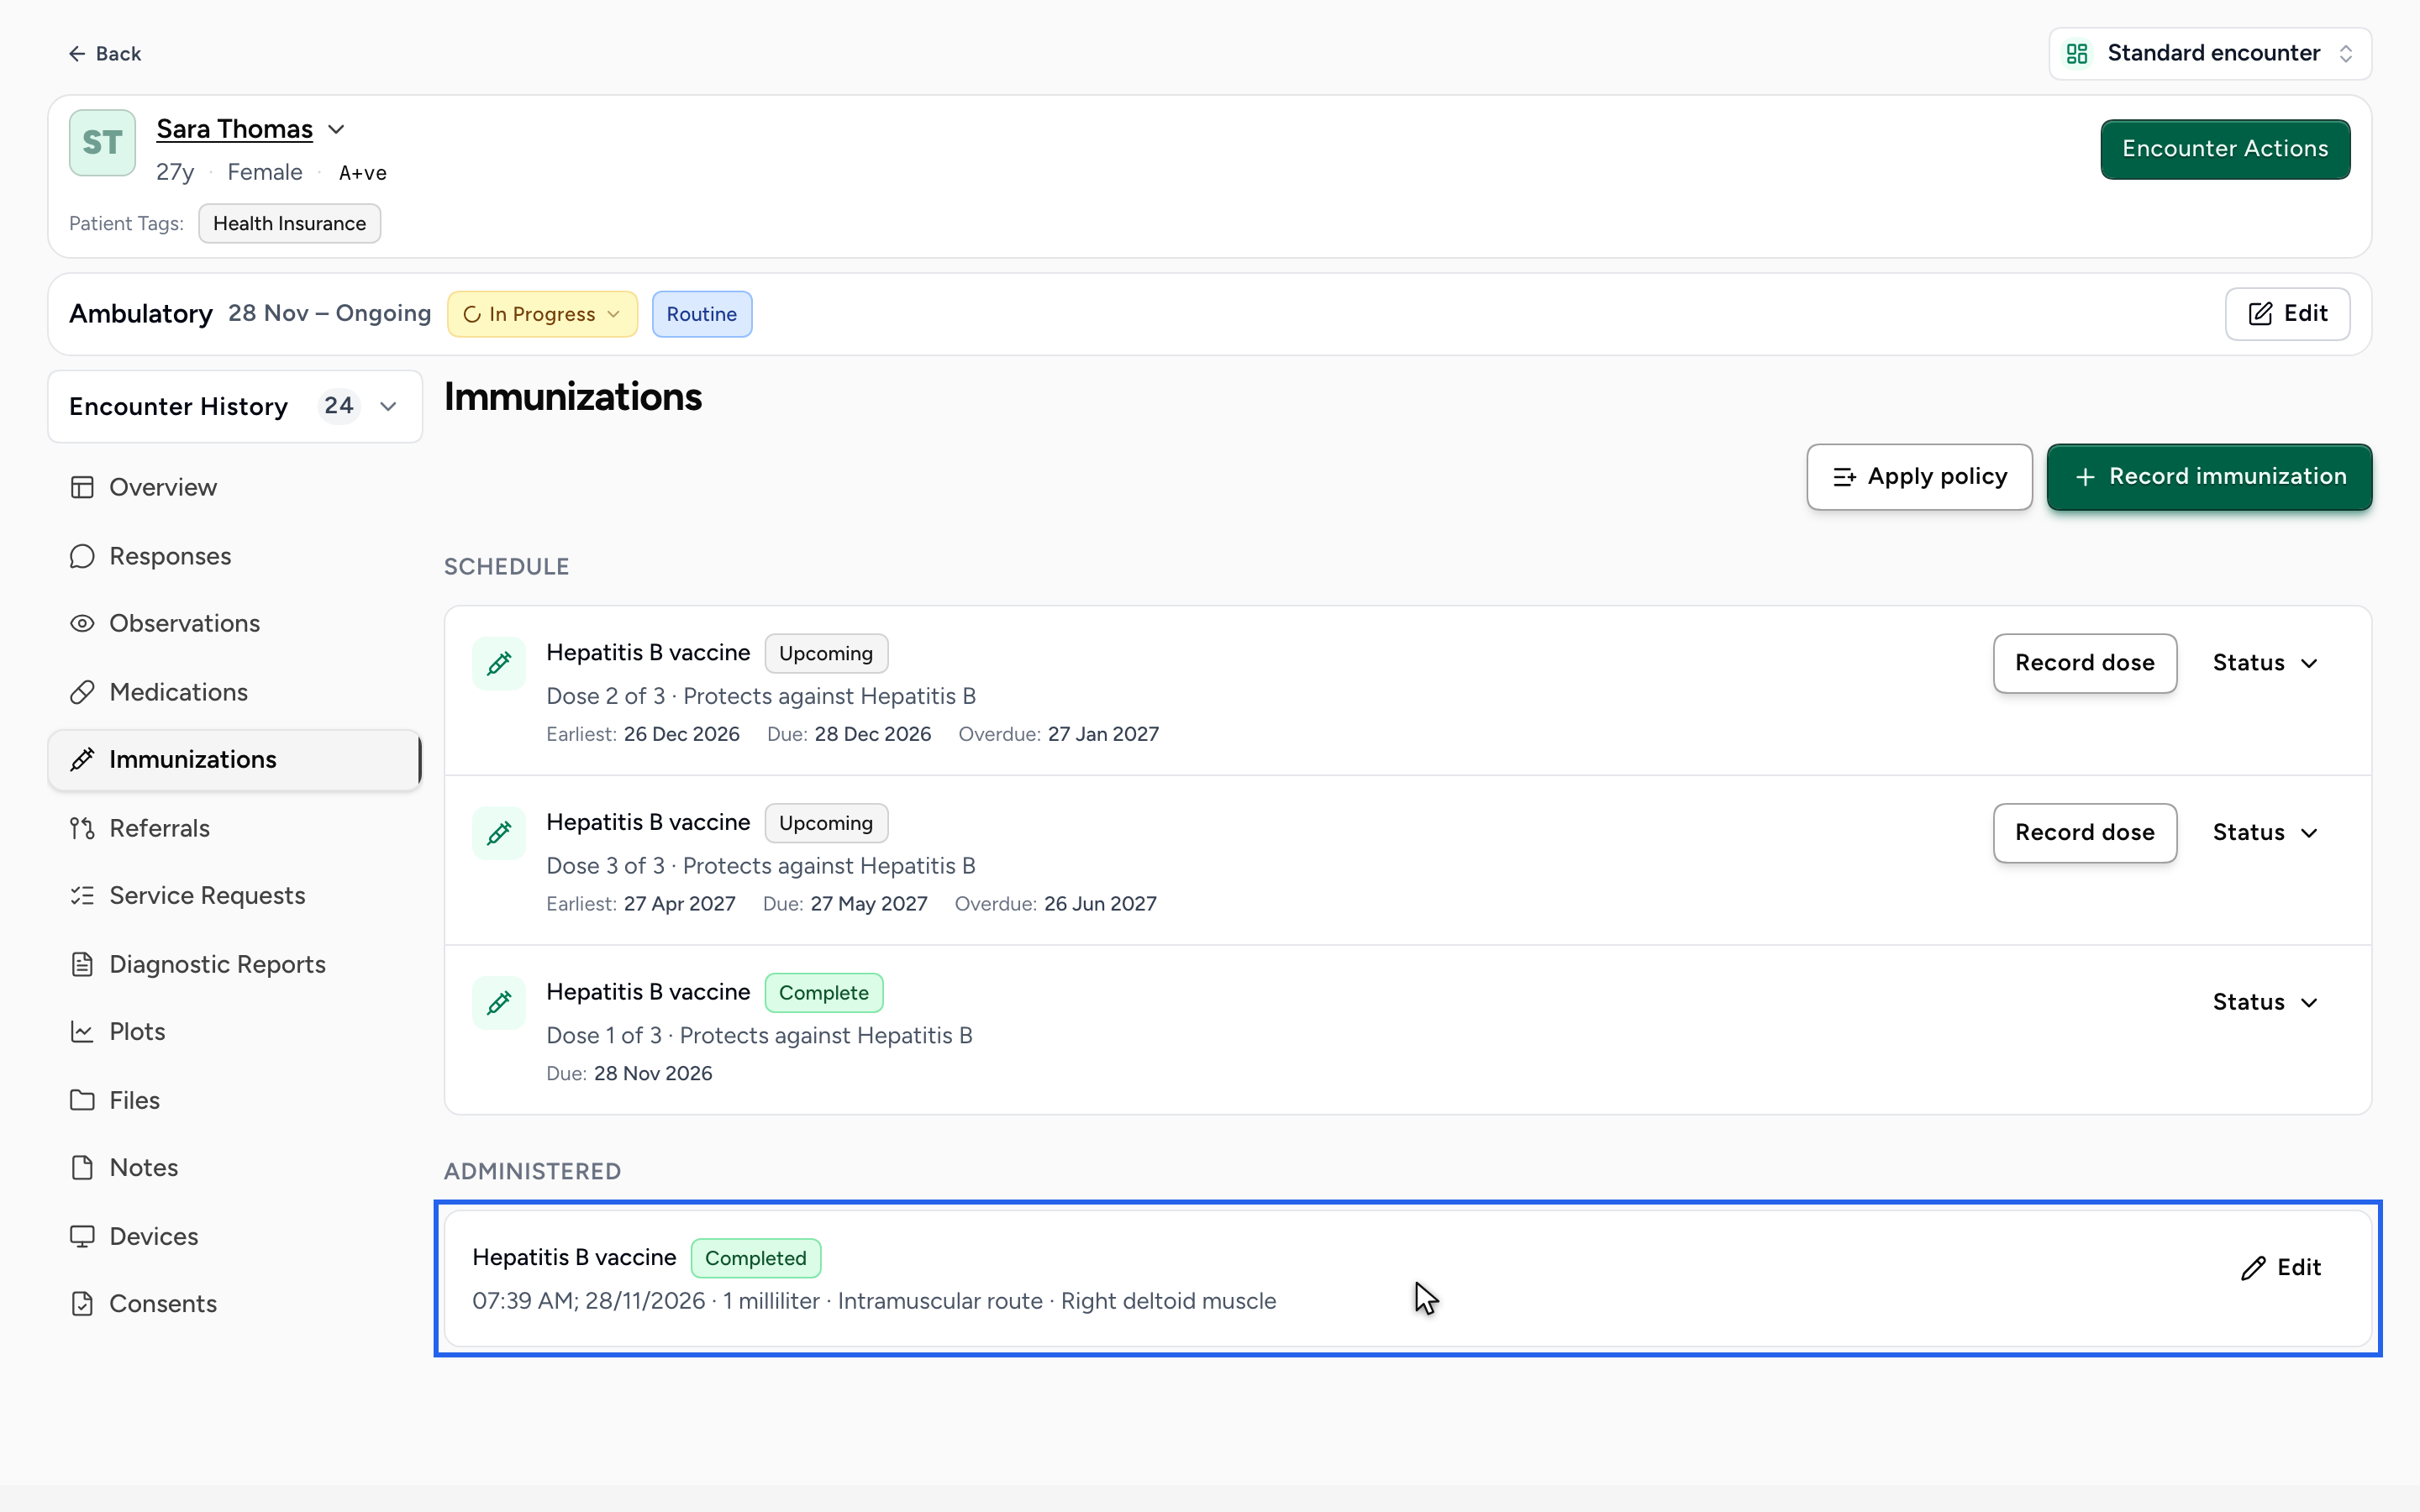 Back
Standard encounter
ST
Sara Thomas
27y · Female · A+ve
Encounter Actions
Patient Tags: Health Insurance
Ambulatory 28 Nov – Ongoing In Progress Routine
Edit
Encounter History 24
Overview
Responses
Observations
Medications
Immunizations
Referrals
Service Requests
Diagnostic Reports
Plots
Files
Notes
Devices
Consents
Immunizations
Apply policy
Record immunization
SCHEDULE
Hepatitis B vaccine Upcoming
Dose 2 of 3 · Protects against Hepatitis B
Earliest: 26 Dec 2026 Due: 28 Dec 2026 Overdue: 27 Jan 2027
Record dose Status
Hepatitis B vaccine Upcoming
Dose 3 of 3 · Protects against Hepatitis B
Earliest: 27 Apr 2027 Due: 27 May 2027 Overdue: 26 Jun 2027
Record dose Status
Hepatitis B vaccine Complete
Dose 1 of 3 · Protects against Hepatitis B
Due: 28 Nov 2026
Status
ADMINISTERED
Hepatitis B vaccine Completed
07:39 AM; 28/11/2026 · 1 milliliter · Intramuscular route · Right deltoid muscle
Edit